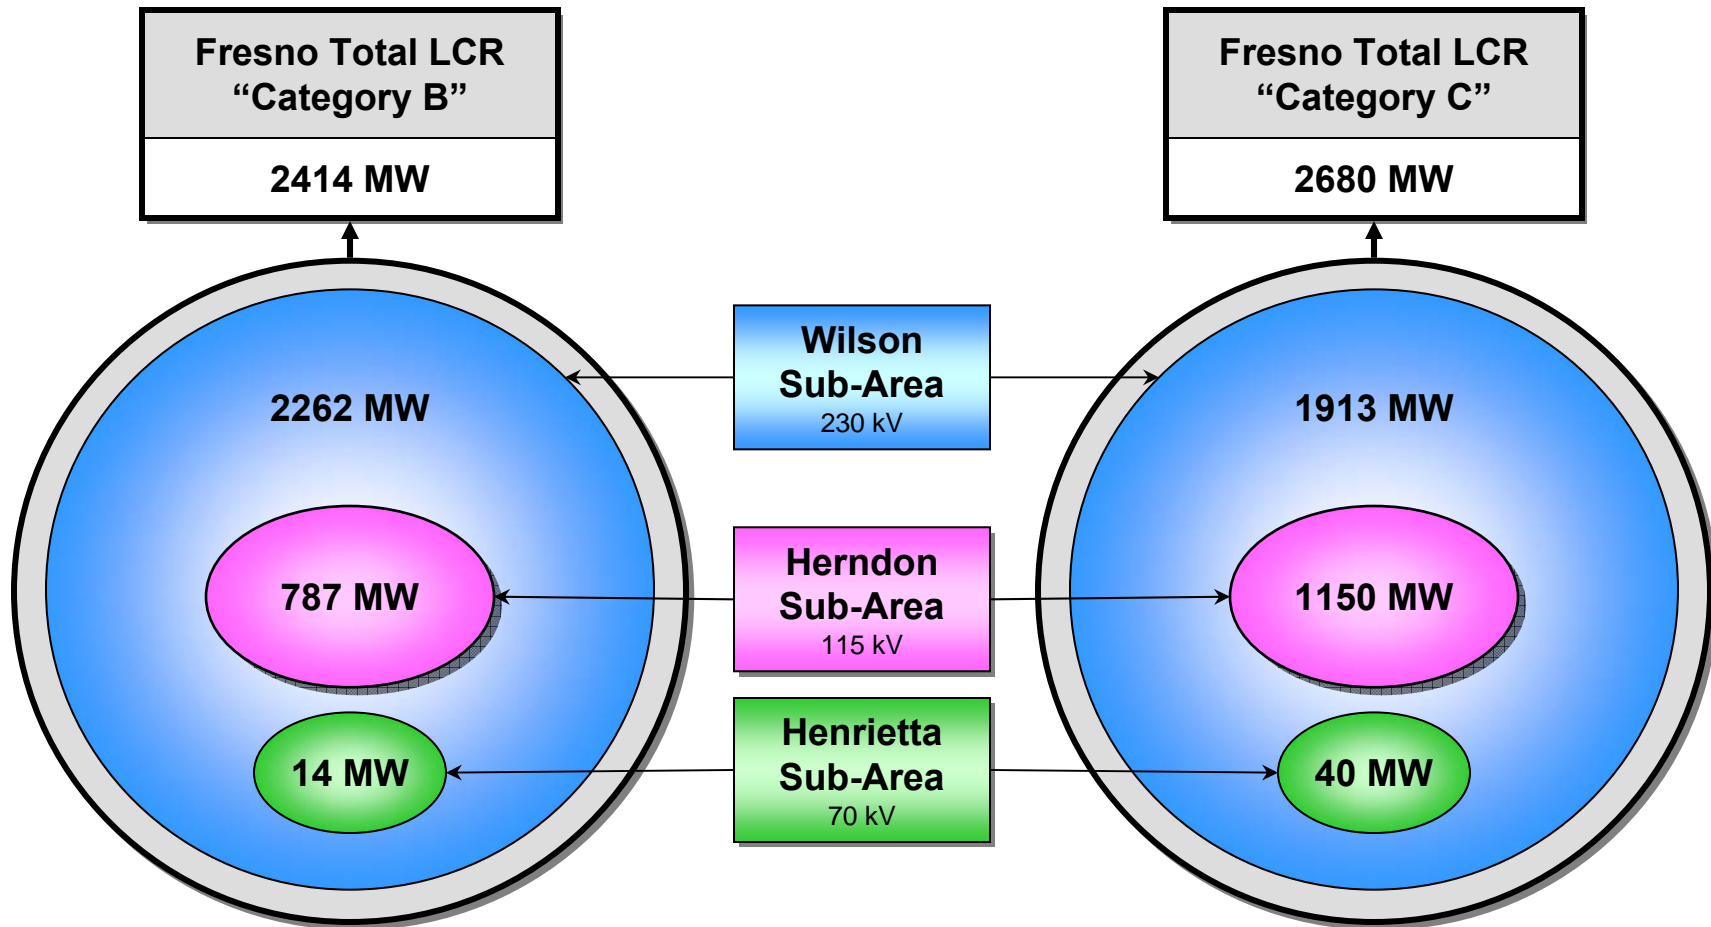 Fresno Total LCR
“Category B”
2414 MW
Fresno Total LCR
“Category C”
2680 MW
2262 MW
Wilson
Sub-Area
230 kV
1913 MW
787 MW
Herndon
Sub-Area
115 kV
1150 MW
14 MW
Henrietta
Sub-Area
70 kV
40 MW